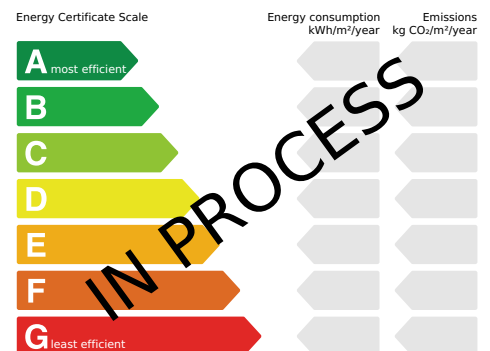 Energy Certificate Scale
Energy consumption
kWh/m²/year
Emissions
kg CO₂/m²/year
A most efficient
B
C
D
E
F
G least efficient
IN PROCESS